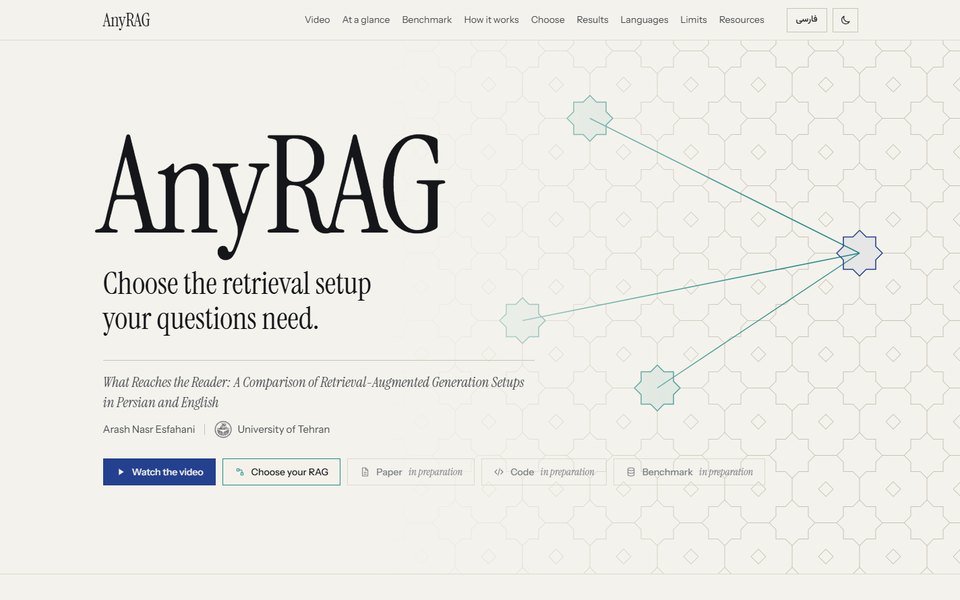 AnyRAG
Video At a glance Benchmark How it works Choose Results Languages Limits Resources فارسی
AnyRAG
Choose the retrieval setup
your questions need.
What Reaches the Reader: A Comparison of Retrieval-Augmented Generation Setups
in Persian and English
Arash Nasr Esfahani University of Tehran
Watch the video Choose your RAG Paper in preparation Code in preparation Benchmark in preparation